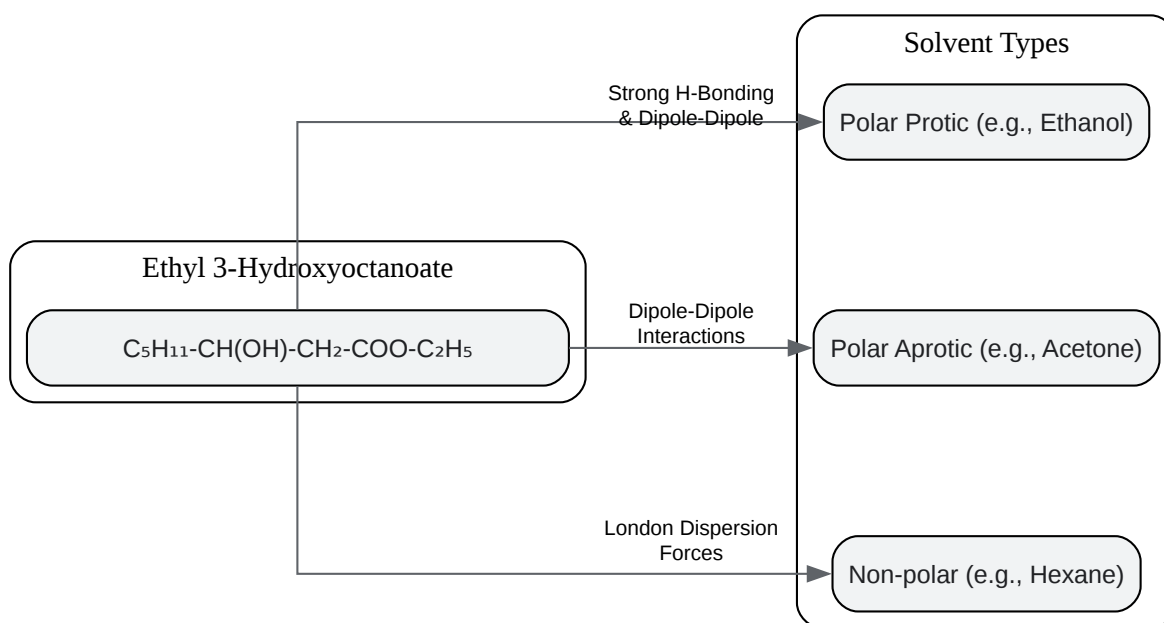 Solvent Types
Strong H-Bonding
& Dipole-Dipole
Polar Protic (e.g., Ethanol)
Ethyl 3-Hydroxyoctanoate
C₅H₁₁-CH(OH)-CH₂-COO-C₂H₅
Dipole-Dipole
Interactions
Polar Aprotic (e.g., Acetone)
London Dispersion
Forces
Non-polar (e.g., Hexane)